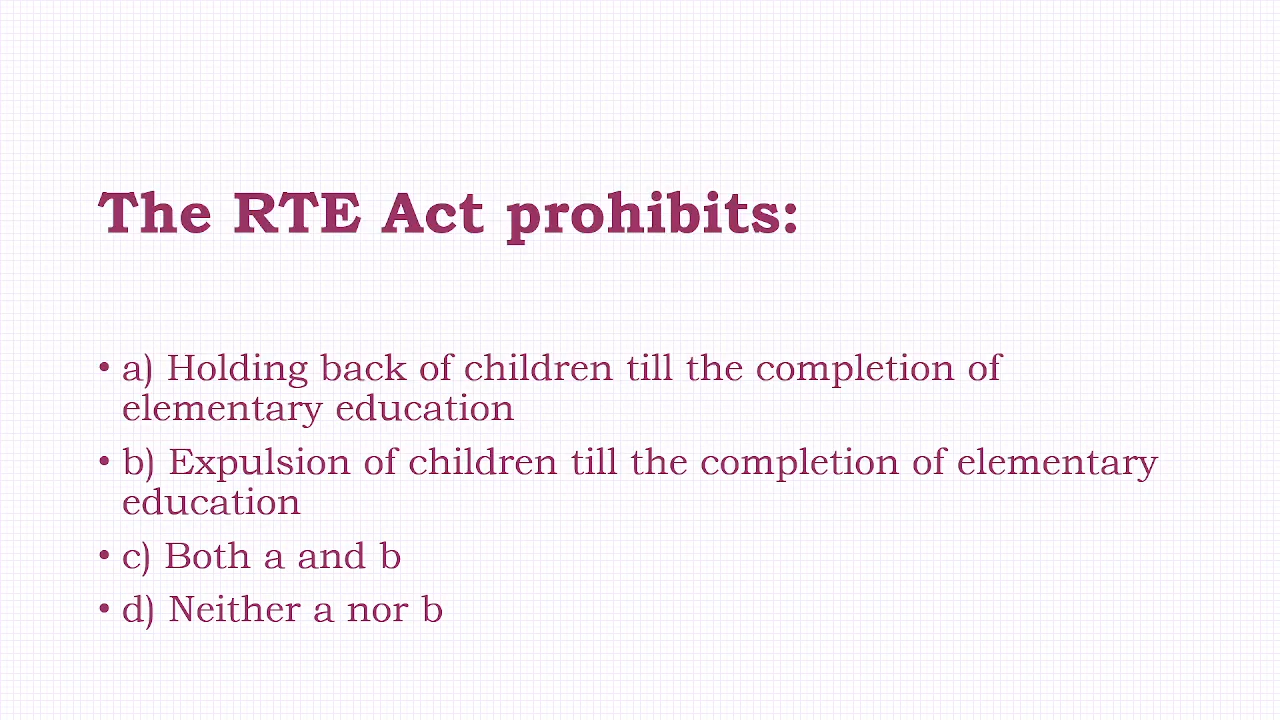 The RTE Act prohibits:
• a) Holding back of children till the completion of
elementary education
• b) Expulsion of children till the completion of elementary
education
• c) Both a and b
• d) Neither a nor b